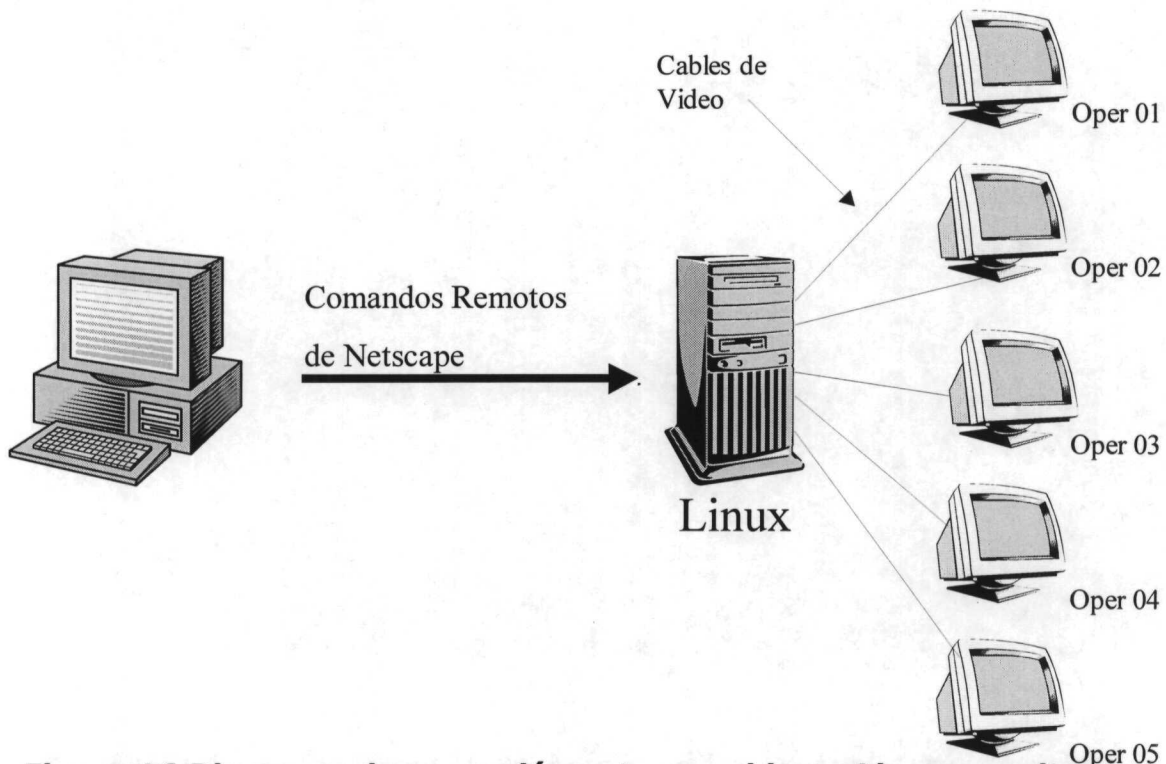 Cables de
Video
Oper 01
Oper 02
Comandos Remotos
de Netscape
Oper 03
Linux
Oper 04
Oper 05